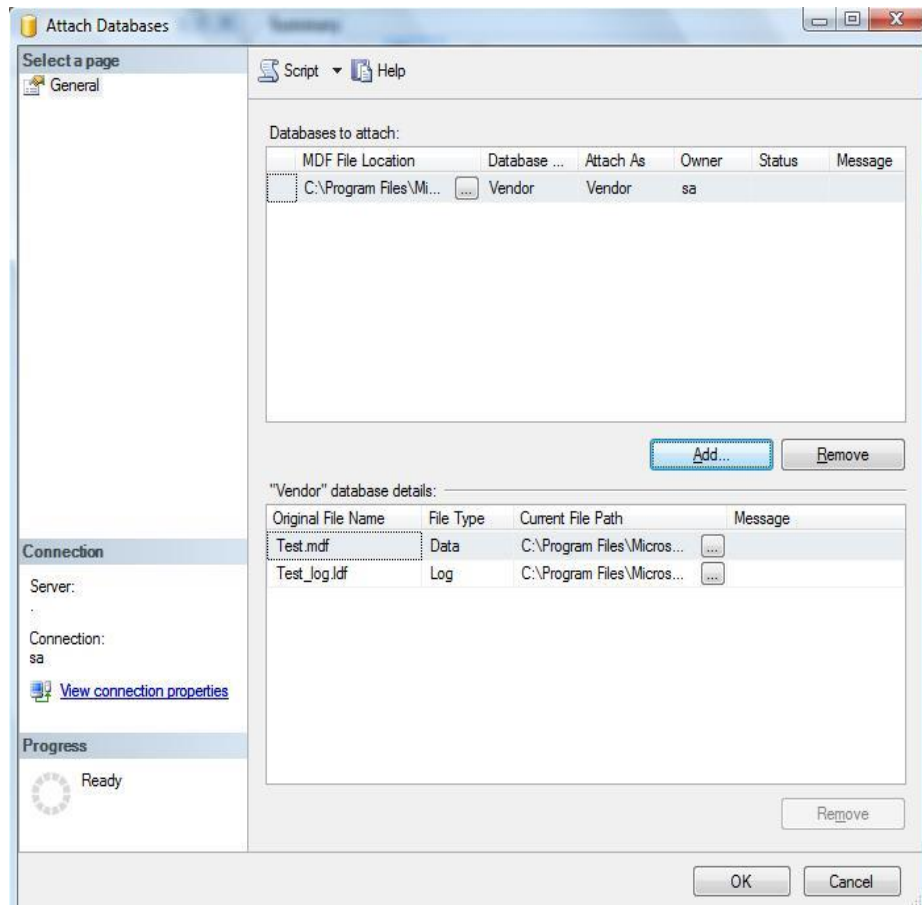 Attach Databases
Select a page
General
Script Help
Databases to attach:
MDF File Location Database ... Attach As Owner Status Message
C:\Program Files\Mi... ... Vendor Vendor sa
Add... Remove
"Vendor" database details:
Original File Name File Type Current File Path Message
Test.mdf Data C:\Program Files\Micros... ...
Test_log.ldf Log C:\Program Files\Micros... ...
Remove
Connection
Server:
.
Connection:
sa
View connection properties
Progress
Ready
OK Cancel